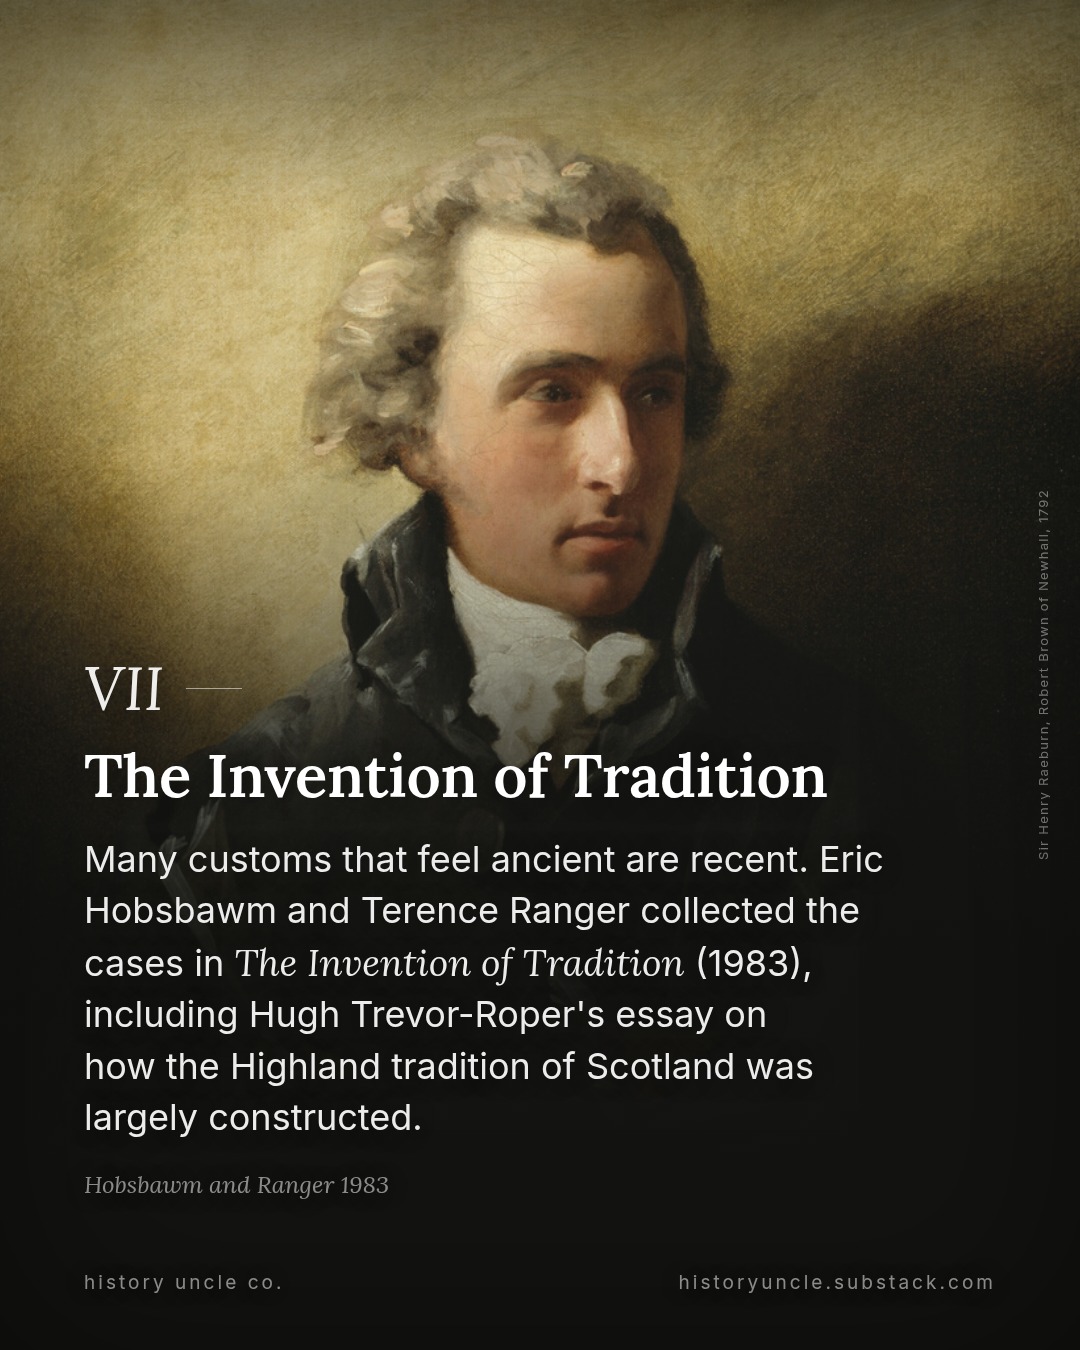 VII
The Invention of Tradition
Many customs that feel ancient are recent. Eric
Hobsbawm and Terence Ranger collected the
cases in The Invention of Tradition (1983),
including Hugh Trevor-Roper's essay on
how the Highland tradition of Scotland was
largely constructed.
Hobsbawm and Ranger 1983
history uncle co.
historyuncle.substack.com
Sir Henry Raeburn, Robert Brown of Newhall, 1792